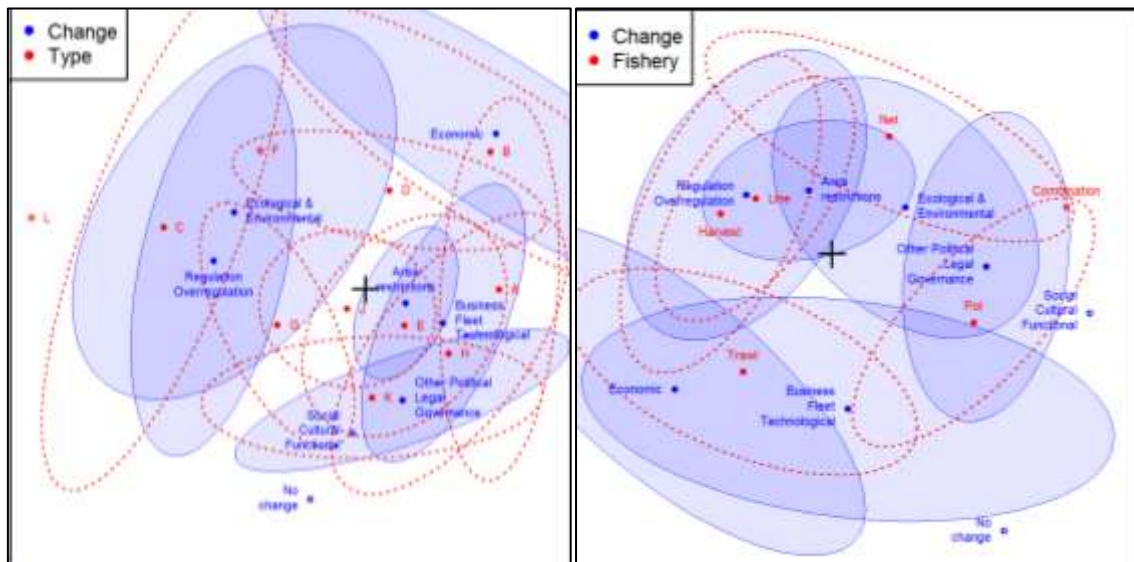 Change
Type
Economic
B
F
D
L
C
Ecological &
Environmental
Regulation
Overregulation
Area
restrictions
A
J
Business,
Fleet
Technological
G
E
H
K
Other Political
Legal
Governance
Social
Cultural
Functional
No
change
Change
Fishery
Net
Regulation
Overregulation
Line
Area
restrictions
Harvest
Ecological &
Environmental
Combination
Other Political
Legal
Governance
Social
Cultural
Functional
Pot
Trawl
Economic
Business
Fleet
Technological
No
change